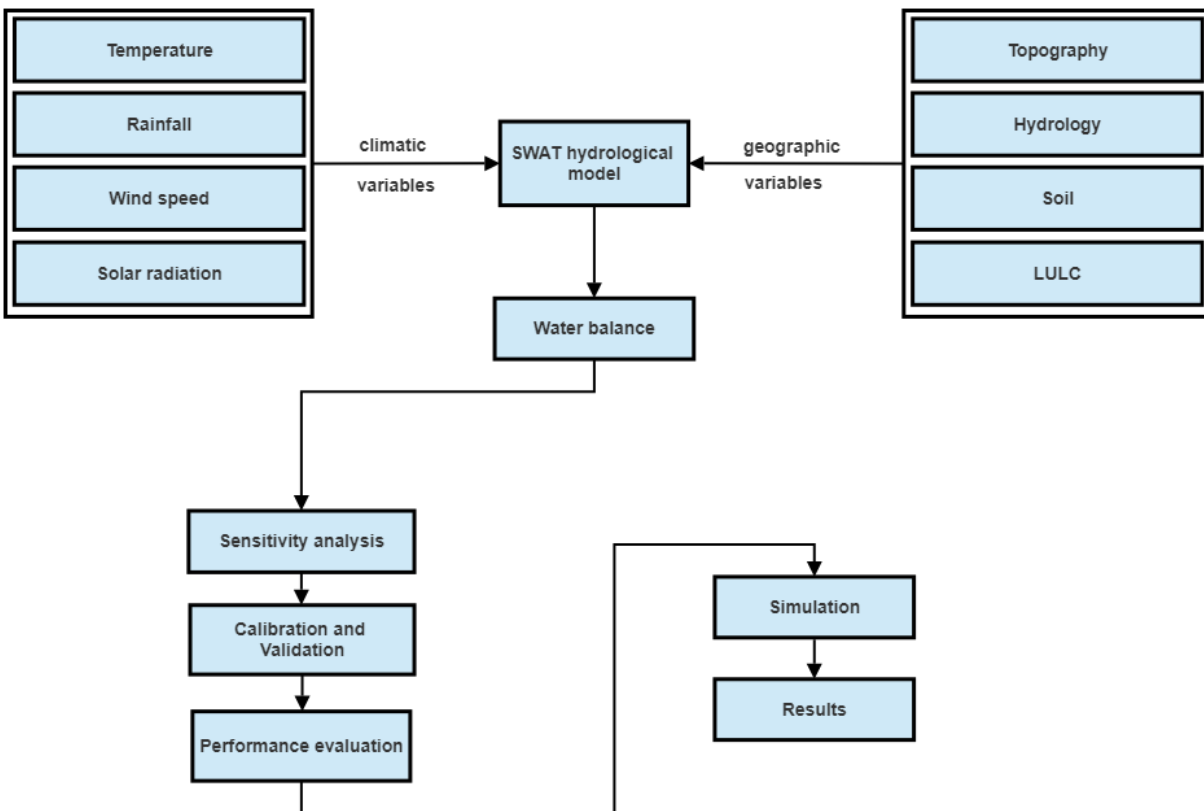 Temperature
Rainfall
Wind speed
Solar radiation
climatic
variables
SWAT hydrological
model
geographic
variables
Topography
Hydrology
Soil
LULC
Water balance
Sensitivity analysis
Calibration and
Validation
Performance evaluation
Simulation
Results